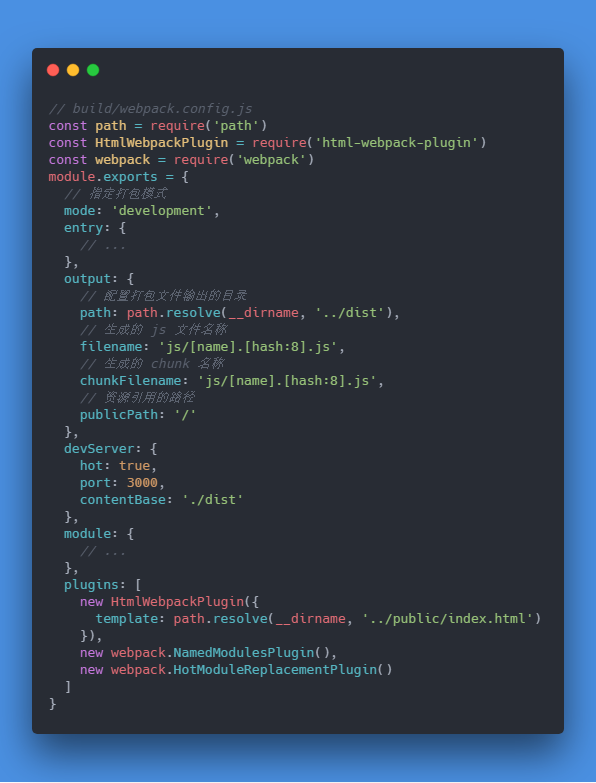 // build/webpack.config.js
const path = require('path')
const HtmlWebpackPlugin = require('html-webpack-plugin')
const webpack = require('webpack')
module.exports = {
  // 指定打包模式
  mode: 'development',
  entry: {
    // ...
  },
  output: {
    // 配置打包文件输出的目录
    path: path.resolve(__dirname, '../dist'),
    // 生成的 js 文件名称
    filename: 'js/[name].[hash:8].js',
    // 生成的 chunk 名称
    chunkFilename: 'js/[name].[hash:8].js',
    // 资源引用的路径
    publicPath: '/'
  },
  devServer: {
    hot: true,
    port: 3000,
    contentBase: './dist'
  },
  module: {
    // ...
  },
  plugins: [
    new HtmlWebpackPlugin({
      template: path.resolve(__dirname, '../public/index.html')
    }),
    new webpack.NamedModulesPlugin(),
    new webpack.HotModuleReplacementPlugin()
  ]
}